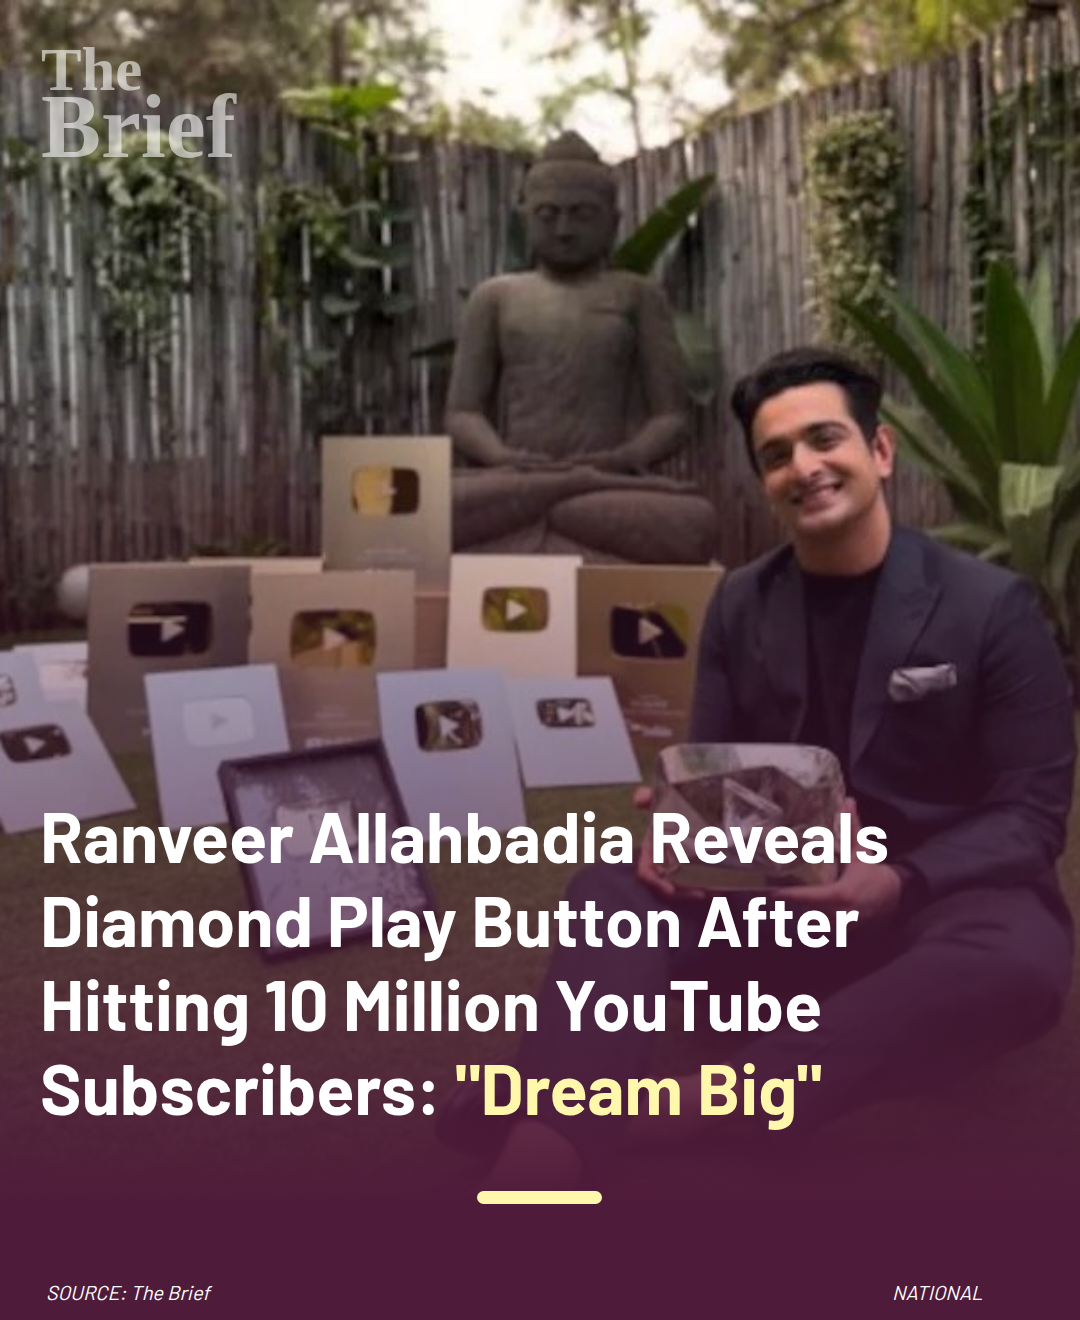 The
Brief
Ranveer Allahbadia Reveals
Diamond Play Button After
Hitting 10 Million YouTube
Subscribers: "Dream Big"
SOURCE: The Brief
NATIONAL